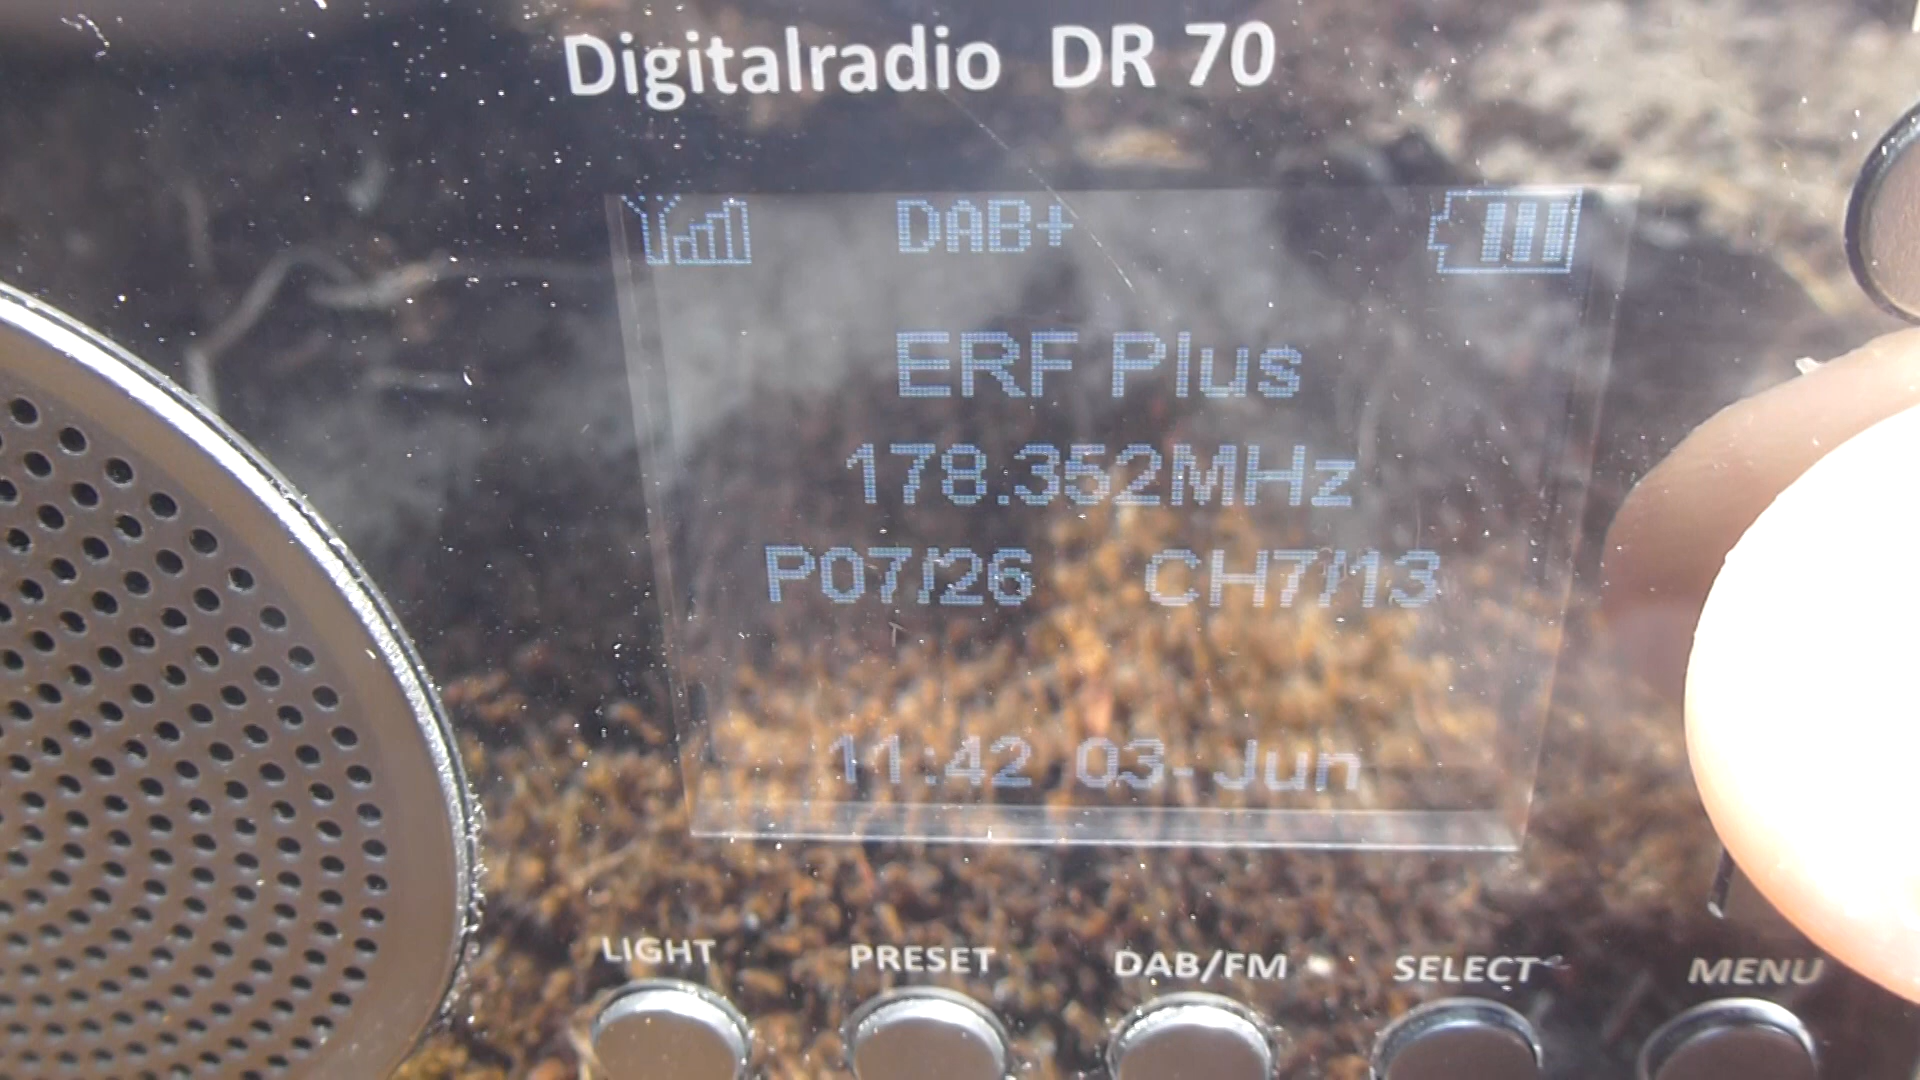 Digitalradio DR 70
DAB+
ERF Plus
178.352MHz
P07/26 CH7/13
11:42 03-Jun
LIGHT PRESET DAB/FM SELECT MENU